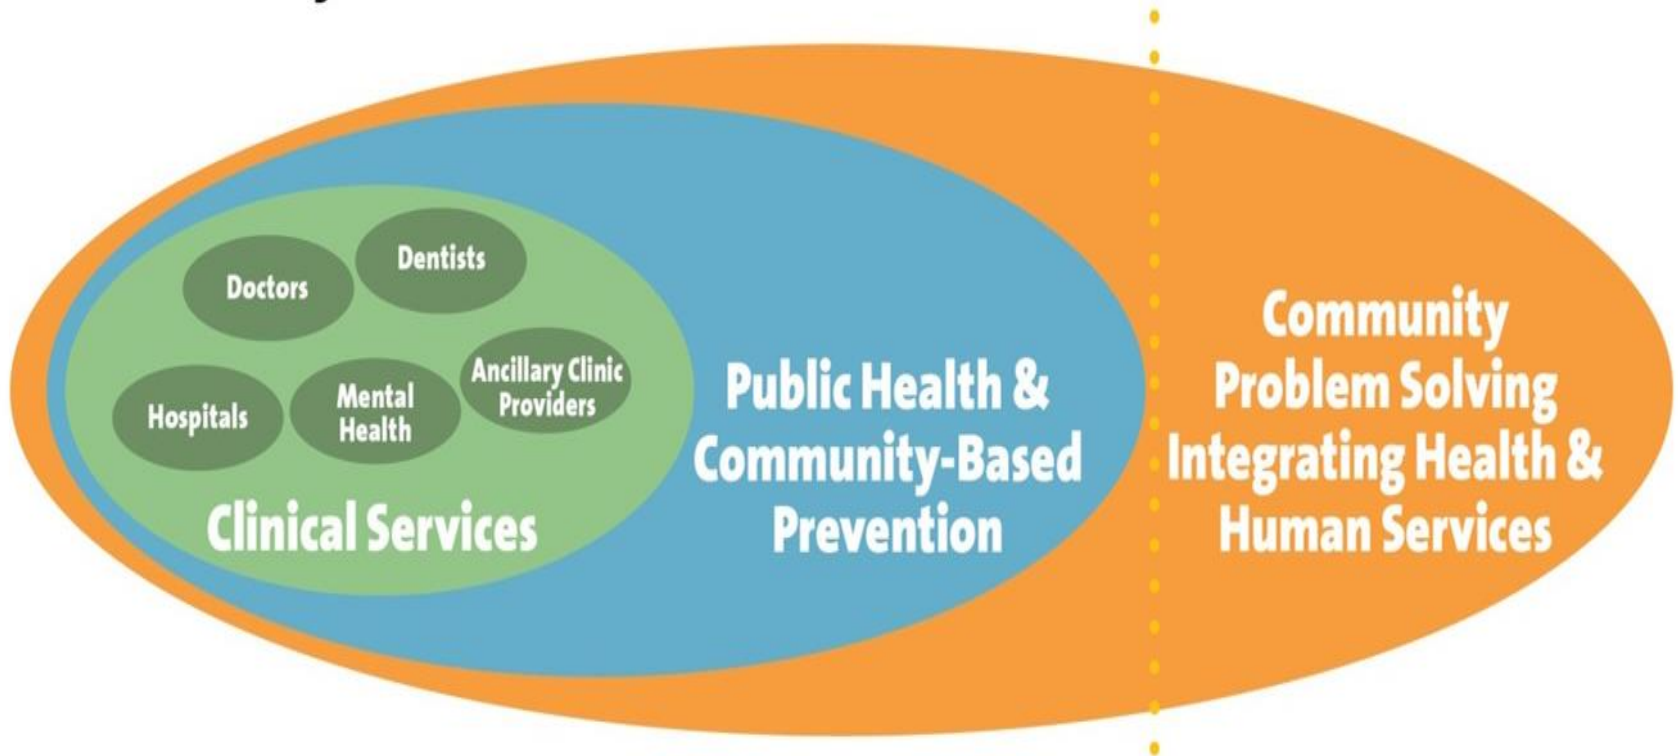 Doctors
Dentists
Hospitals
Mental
Health
Ancillary Clinic
Providers
Clinical Services
Public Health &
Community-Based
Prevention
Community
Problem Solving
Integrating Health &
Human Services